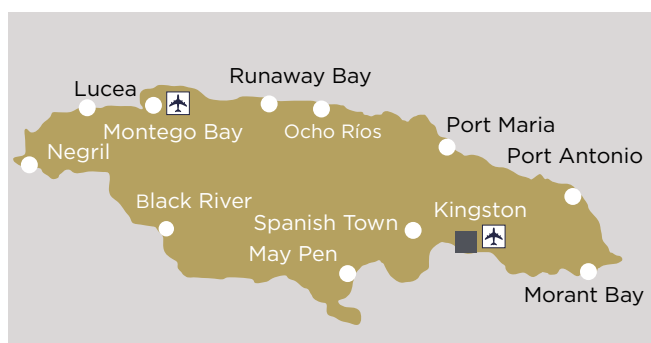 Runaway Bay
Lucea
Montego Bay
Ocho Ríos
Port Maria
Negril
Port Antonio
Black River
Kingston
Spanish Town
May Pen
Morant Bay